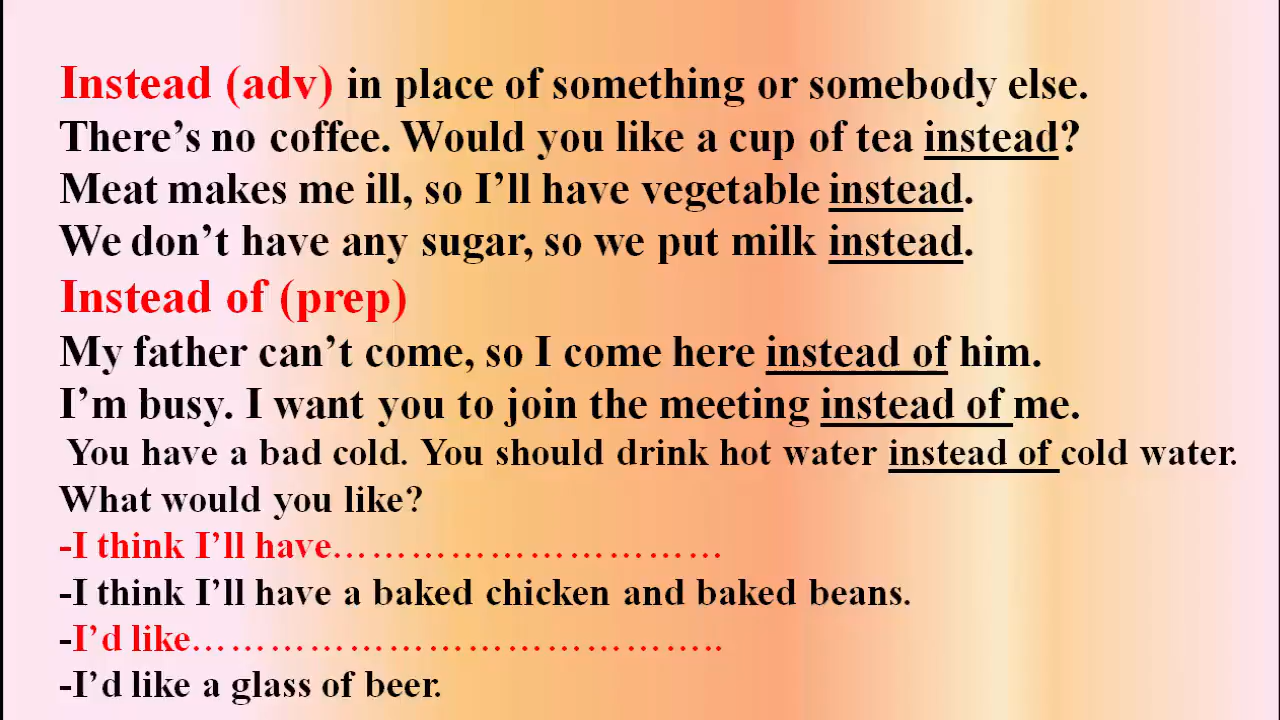 Instead (adv) in place of something or somebody else.
There’s no coffee. Would you like a cup of tea instead?
Meat makes me ill, so I’ll have vegetable instead.
We don’t have any sugar, so we put milk instead.
Instead of (prep)
My father can’t come, so I come here instead of him.
I’m busy. I want you to join the meeting instead of me.
You have a bad cold. You should drink hot water instead of cold water.
What would you like?
-I think I’ll have…………………………
-I think I’ll have a baked chicken and baked beans.
-I’d like…………………………………..
-I’d like a glass of beer.